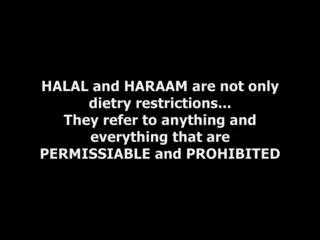 HALAL and HARAAM are not only
dietry restrictions...
They refer to anything and
everything that are
PERMISSIABLE and PROHIBITED